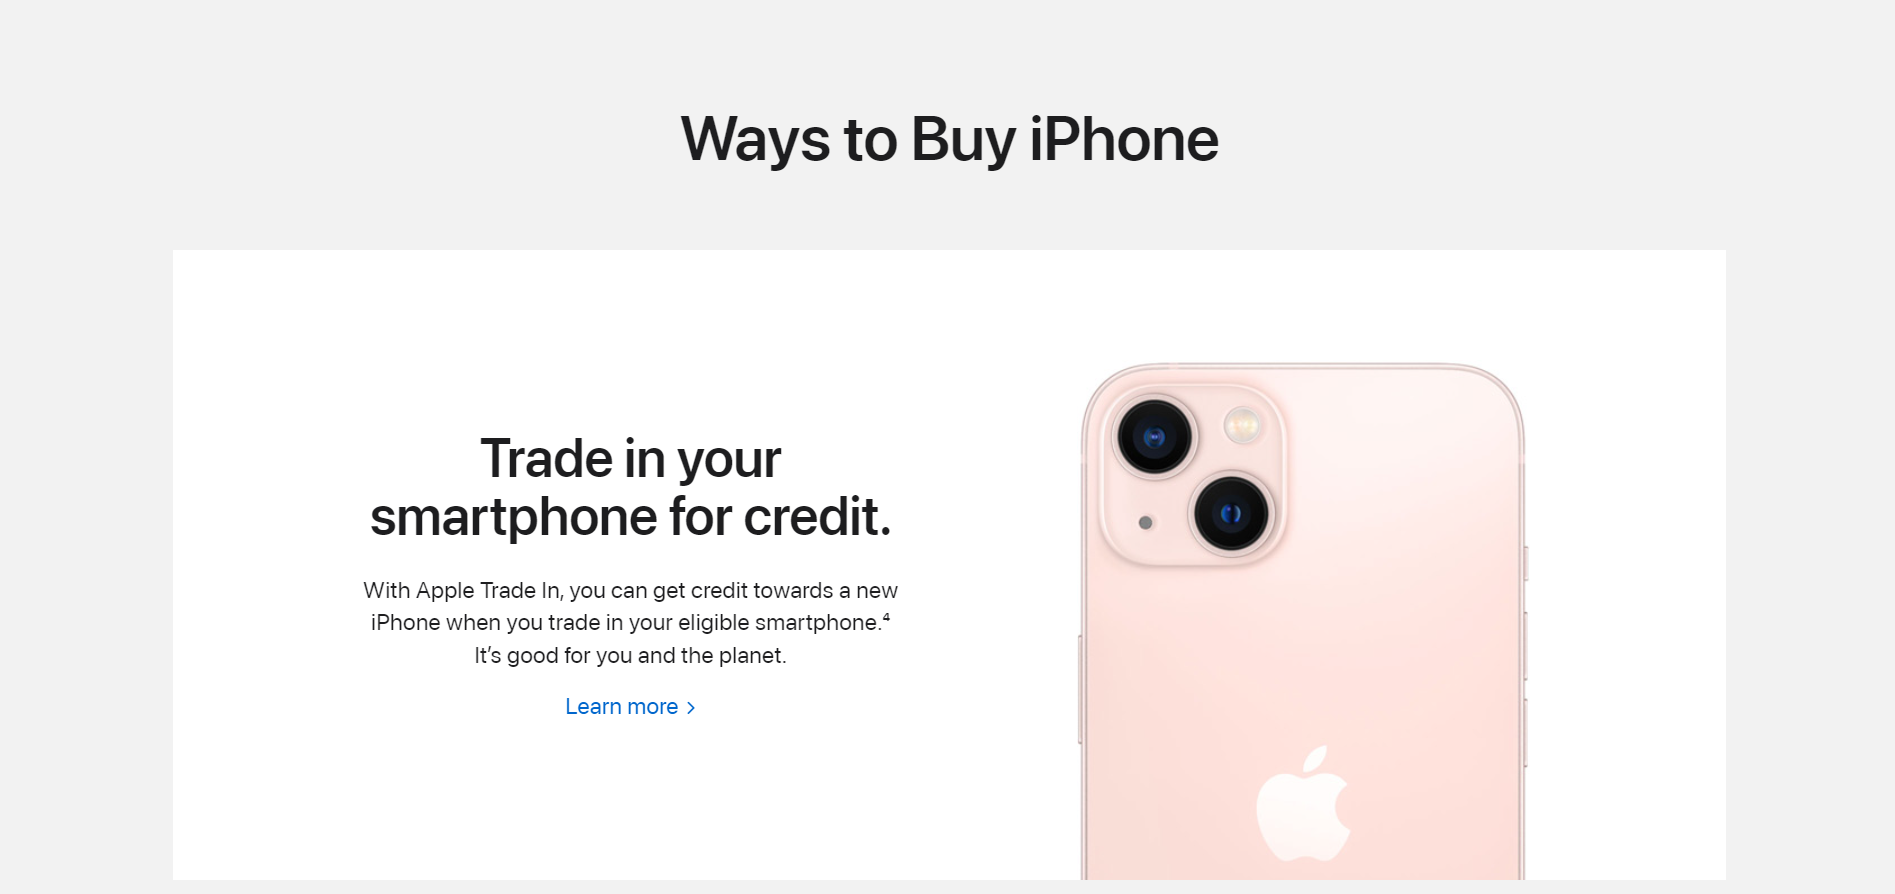 Ways to Buy iPhone
Trade in your
smartphone for credit.
With Apple Trade In, you can get credit towards a new
iPhone when you trade in your eligible smartphone.⁴
It’s good for you and the planet.
Learn more >